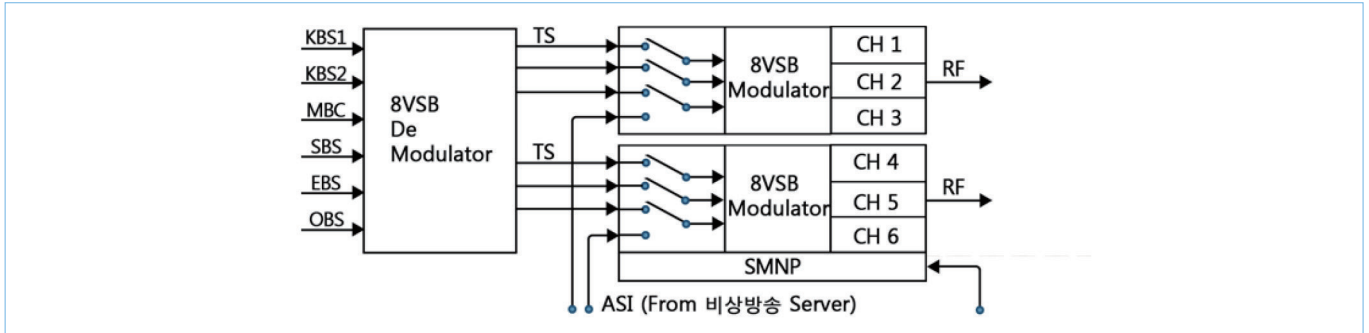 KBS1
KBS2
MBC
SBS
EBS
OBS
8VSB
De
Modulator
TS
TS
8VSB
Modulator
CH 1
CH 2
CH 3
RF
8VSB
Modulator
CH 4
CH 5
CH 6
RF
SMNP
ASI (From 비상방송 Server)